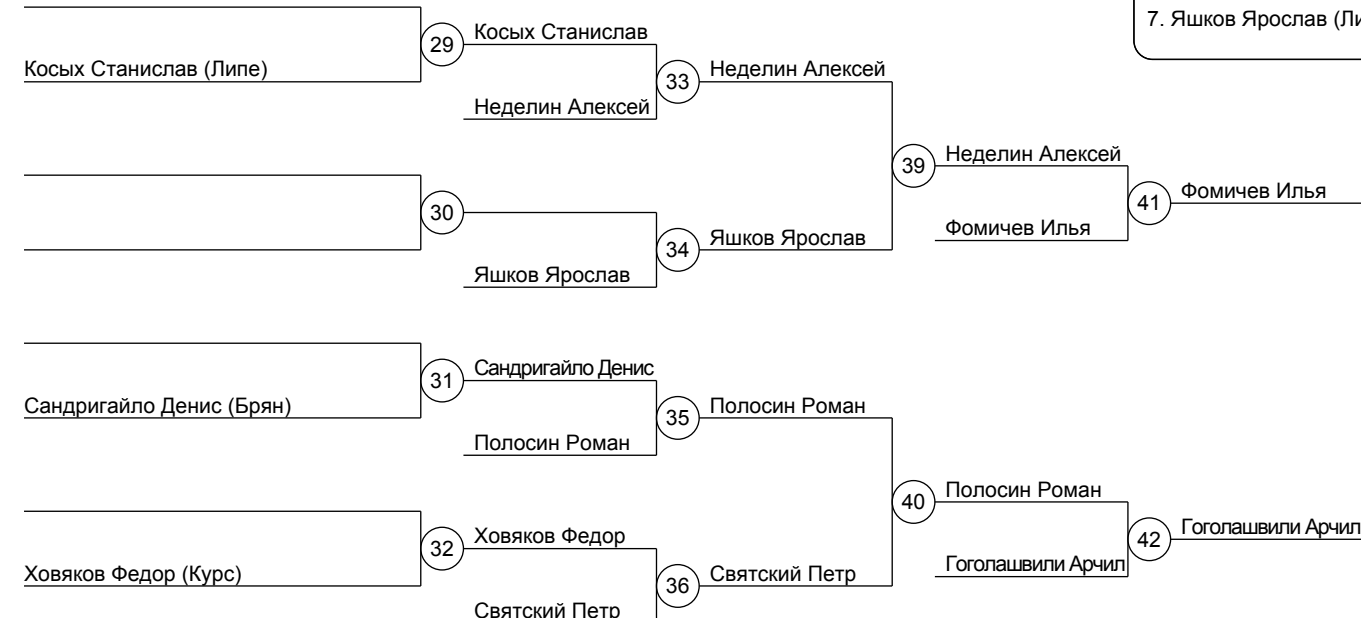 7. Яшков Ярослав (Ли
Косых Станислав (Липе)
29
Косых Станислав
Неделин Алексей
33
Неделин Алексей
30
Яшков Ярослав
34
Яшков Ярослав
39
Неделин Алексей
Фомичев Илья
41
Фомичев Илья
Сандригайло Денис (Брян)
31
Сандригайло Денис
Полосин Роман
35
Полосин Роман
Ховяков Федор (Курс)
32
Ховяков Федор
Святский Петр
36
Святский Петр
40
Полосин Роман
Гоголашвили Арчил
42
Гоголашвили Арчил